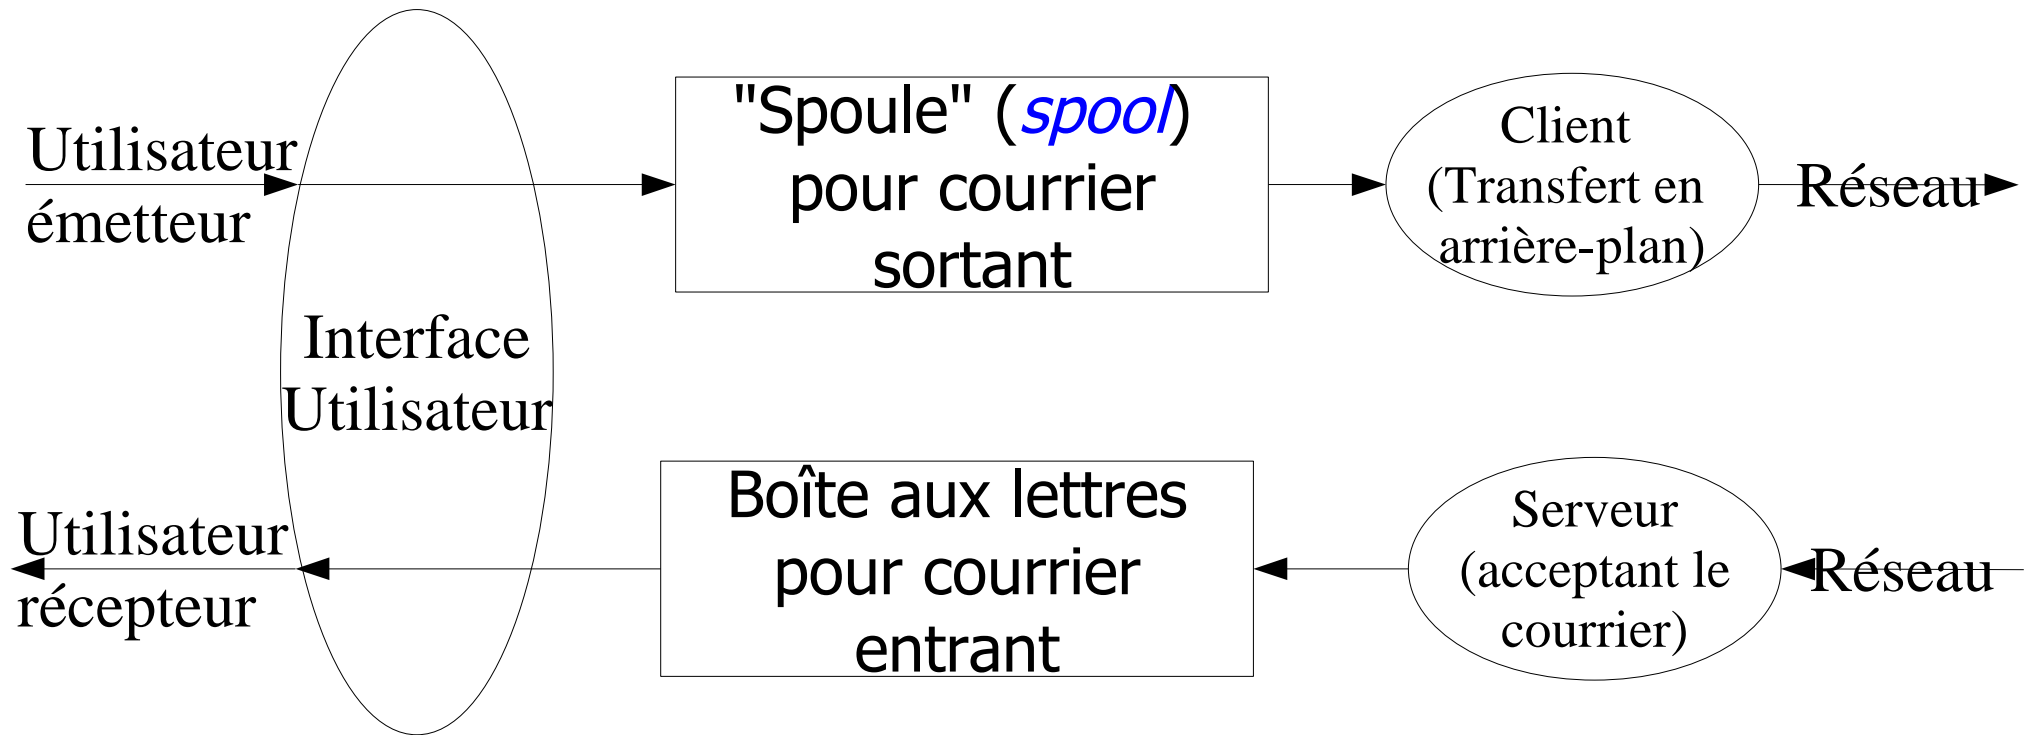 Utilisateur
émetteur
"Spoule" (spool)
pour courrier
sortant
Client
(Transfert en
arrière-plan)
Réseau
Interface
Utilisateur
Utilisateur
récepteur
Boîte aux lettres
pour courrier
entrant
Serveur
(acceptant le
courrier)
Réseau